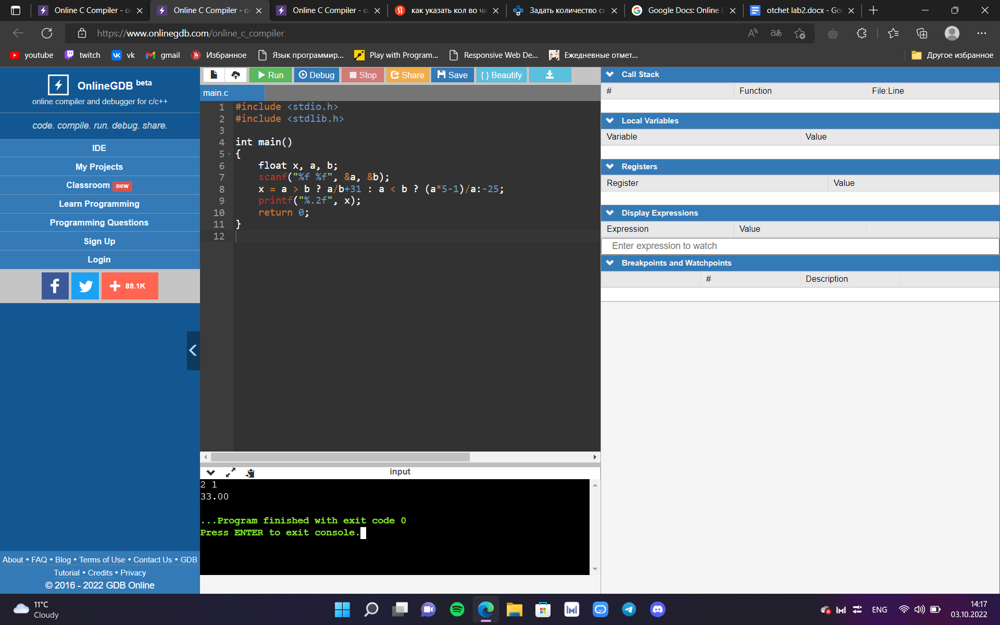 Online C Compiler - o
Online C Compiler - o
Online C Compiler - o
как указать кол во чи
Задать количество си
Google Docs: Online D
otchet lab2.docx - Goo
https://www.onlinegdb.com/online_c_compiler
youtube
twitch
vk
gmail
Избранное
Язык программир...
Play with Program...
Responsive Web De...
Ежедневные отмет...
Другое избранное
OnlineGDB beta
online compiler and debugger for c/c++
code. compile. run. debug. share.
IDE
My Projects
Classroom new
Learn Programming
Programming Questions
Sign Up
Login
89.1K
About • FAQ • Blog • Terms of Use • Contact Us • GDB
Tutorial • Credits • Privacy
© 2016 - 2022 GDB Online
Run Debug Stop Share Save {} Beautify
main.c
1 #include <stdio.h>
2 #include <stdlib.h>
3
4 int main()
5 {
6 float x, a, b;
7 scanf("%f %f", &a, &b);
8 x = a > b ? a/b+31 : a < b ? (a*5-1)/a:-25;
9 printf("%.2f", x);
10 return 0;
11 }
12
input
2 1
33.00
...Program finished with exit code 0
Press ENTER to exit console.
Call Stack
# Function File:Line
Local Variables
Variable Value
Registers
Register Value
Display Expressions
Expression Value
Enter expression to watch
Breakpoints and Watchpoints
# Description
11°C
Cloudy
ENG
14:17
03.10.2022